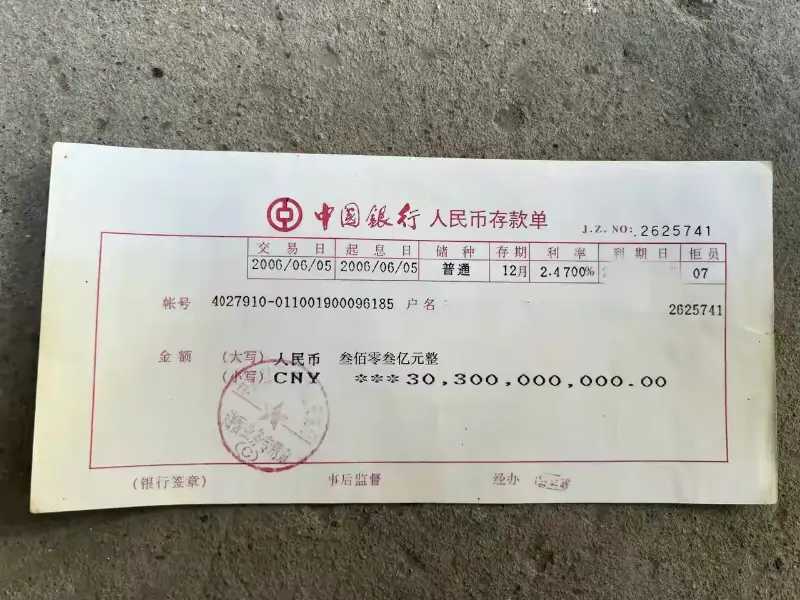 中国银行 人民币存款单 J.Z. NO: 2625741
交易日 起息日 储种 存期 利率 到期日 柜员
2006/06/05 2006/06/05 普通 12月 2.4700% 07
帐号 4027910-011001900096185 户名 2625741
金额 (大写) 人民币 叁佰零叁亿元整
(小写) CNY ***30,300,000,000.00
(C)
(银行签章) 事后监督 经办